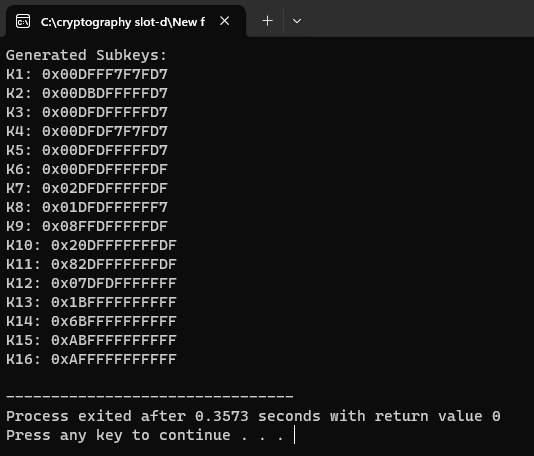 C:\cryptography slot-d\New f
Generated Subkeys:
K1: 0x00DFFF7F7FD7
K2: 0x00DBDFFFFFD7
K3: 0x00DFDFFFFFD7
K4: 0x00DFDF7F7FD7
K5: 0x00DFDFFFFFD7
K6: 0x00DFDFFFFFDF
K7: 0x02DFDFFFFFDF
K8: 0x01DFDFFFFFF7
K9: 0x08FFDFFFFFDF
K10: 0x20DFFFFFFFDF
K11: 0x82DFFFFFFFDF
K12: 0x07DFDFFFFFFF
K13: 0x1BFFFFFFFFFF
K14: 0x6BFFFFFFFFFF
K15: 0xABFFFFFFFFFF
K16: 0xAFFFFFFFFFFF
--------------------------------
Process exited after 0.3573 seconds with return value 0
Press any key to continue . . .